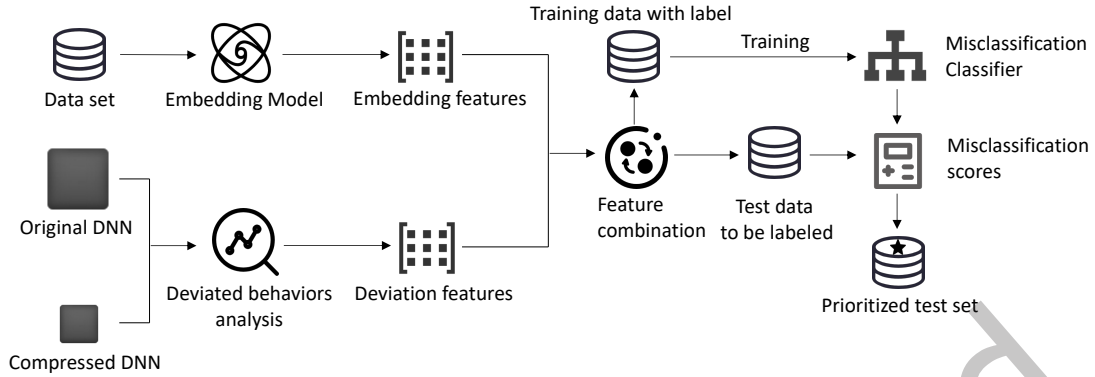 Training data with label
Training
Misclassification
Classifier
Data set
Embedding Model
Embedding features
Misclassification
scores
Original DNN
Feature
combination
Test data
to be labeled
Deviated behaviors
analysis
Deviation features
Prioritized test set
Compressed DNN